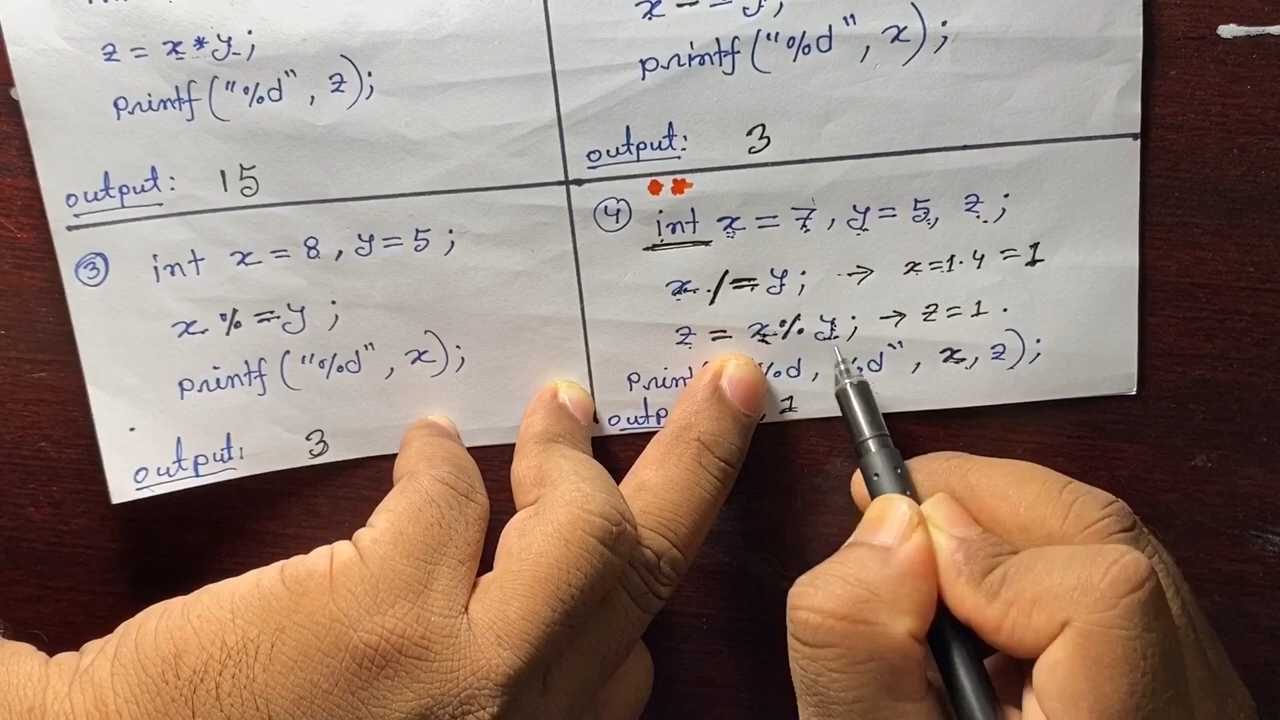 z = x*y;
printf("%d", z);
output: 15
x - = y;
printf("%d", x);
output: 3
③ int x = 8, y = 5;
x % = y;
printf("%d", x);
output: 3
④ int x = 7, y = 5, z;
x /= y; → x = 1.4 = 1
z = x % y; → z = 1.
%d, %d", x, z);
, 1